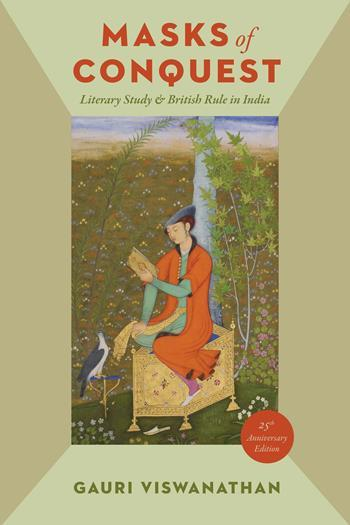 MASKS of
CONQUEST
Literary Study & British Rule in India
25th
Anniversary
Edition
GAURI VISWANATHAN